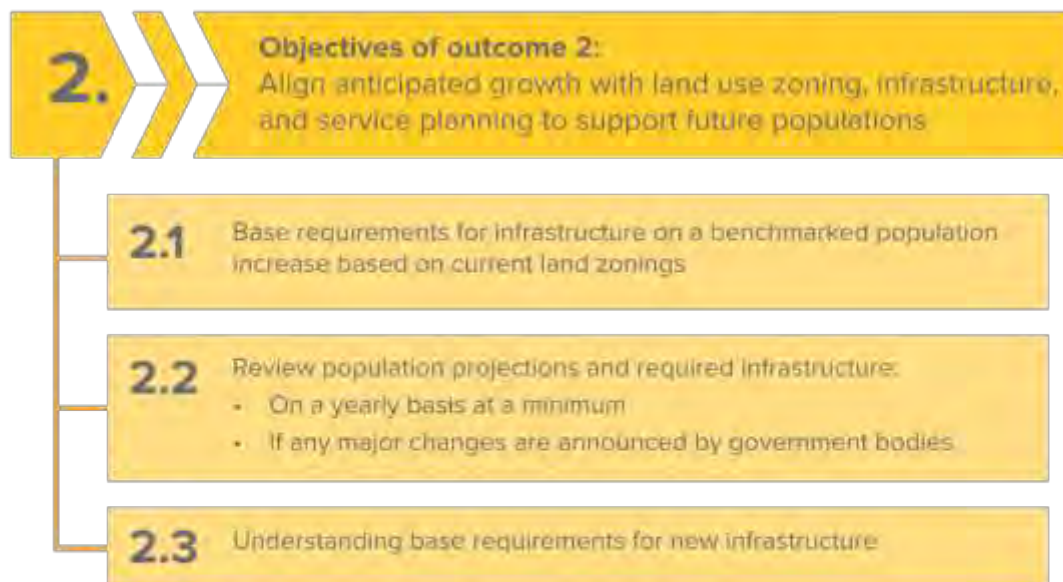 2.
Objectives of outcome 2:
Align anticipated growth with land use zoning, infrastructure,
and service planning to support future populations
2.1
Base requirements for infrastructure on a benchmarked population
increase based on current land zonings
2.2
Review population projections and required infrastructure:
• On a yearly basis at a minimum
• If any major changes are announced by government bodies.
2.3
Understanding base requirements for new infrastructure